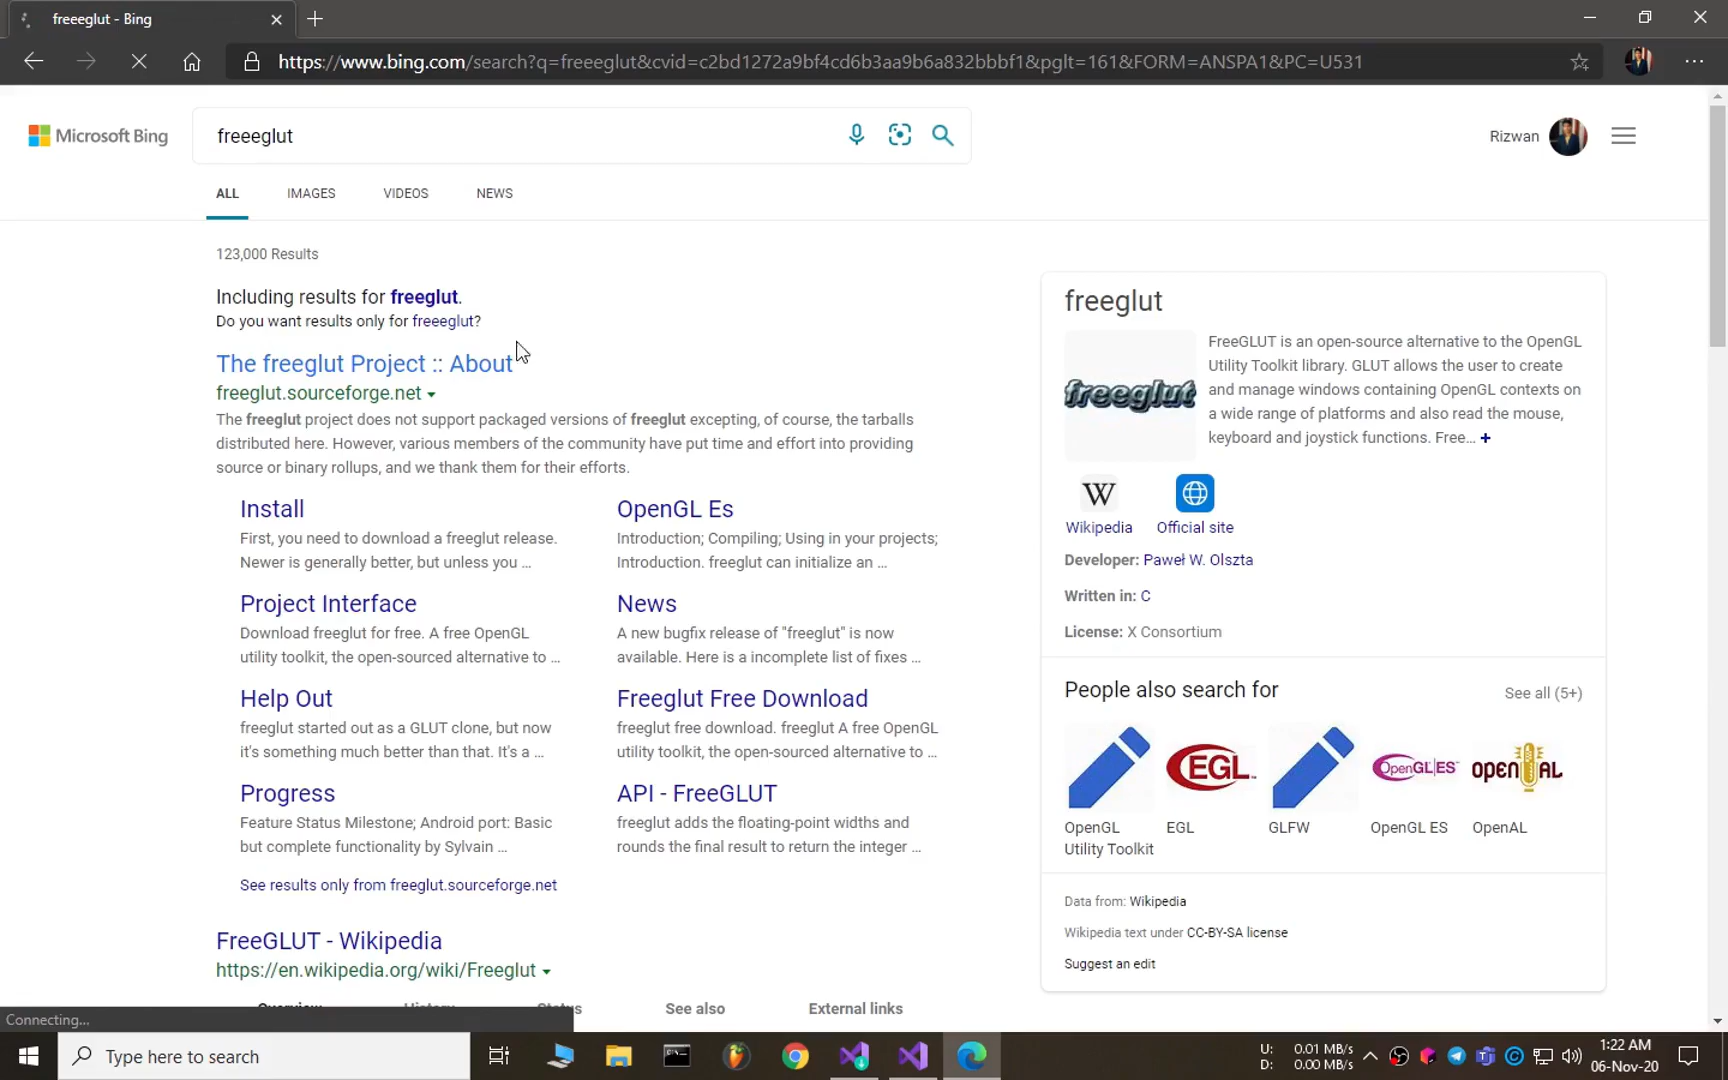 freeeglut - Bing
https://www.bing.com/search?q=freeeglut&cvid=c2bd1272a9bf4cd6b3aa9b6a832bbbf1&pglt=161&FORM=ANSPA1&PC=U531
Microsoft Bing
freeeglut
Rizwan
ALL IMAGES VIDEOS NEWS
123,000 Results
Including results for freeglut.
Do you want results only for freeeglut?
The freeglut Project :: About
freeglut.sourceforge.net
The freeglut project does not support packaged versions of freeglut excepting, of course, the tarballs
distributed here. However, various members of the community have put time and effort into providing
source or binary rollups, and we thank them for their efforts.
Install
First, you need to download a freeglut release.
Newer is generally better, but unless you ...
OpenGL Es
Introduction; Compiling; Using in your projects;
Introduction. freeglut can initialize an ...
Project Interface
Download freeglut for free. A free OpenGL
utility toolkit, the open-sourced alternative to ...
News
A new bugfix release of "freeglut" is now
available. Here is a incomplete list of fixes ...
Help Out
freeglut started out as a GLUT clone, but now
it's something much better than that. It's a ...
Freeglut Free Download
freeglut free download. freeglut A free OpenGL
utility toolkit, the open-sourced alternative to ...
Progress
Feature Status Milestone; Android port: Basic
but complete functionality by Sylvain ...
API - FreeGLUT
freeglut adds the floating-point widths and
rounds the final result to return the integer ...
See results only from freeglut.sourceforge.net
FreeGLUT - Wikipedia
https://en.wikipedia.org/wiki/Freeglut
Overview History Status See also External links
freeglut
freeglut
FreeGLUT is an open-source alternative to the OpenGL
Utility Toolkit library. GLUT allows the user to create
and manage windows containing OpenGL contexts on
a wide range of platforms and also read the mouse,
keyboard and joystick functions. Free... +
W
Wikipedia Official site
Developer: Paweł W. Olszta
Written in: C
License: X Consortium
People also search for
See all (5+)
EGL OpenGL|ES OpenAL
OpenGL
Utility Toolkit
EGL
GLFW
OpenGL ES
OpenAL
Data from: Wikipedia
Wikipedia text under CC-BY-SA license
Suggest an edit
Connecting...
Type here to search
U: 0.01 MB/s
D: 0.00 MB/s
1:22 AM
06-Nov-20